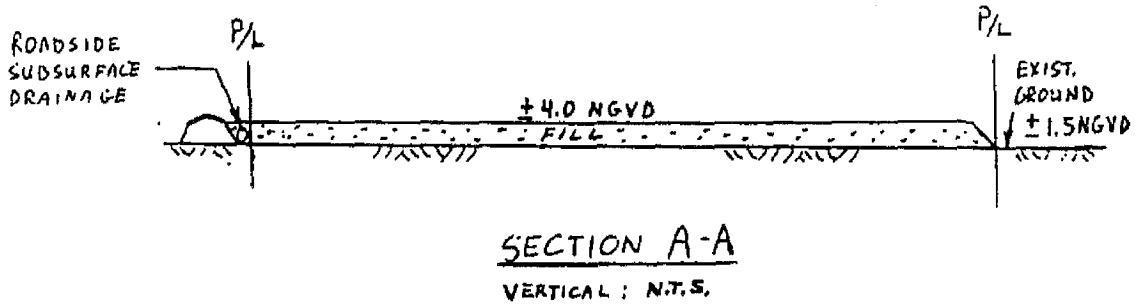 ROADSIDE
SUBSURFACE
DRAINAGE
P/L
P/L
±4.0 NGVD
FILL
EXIST.
GROUND
±1.5NGVD
SECTION A-A
VERTICAL: N.T.S.